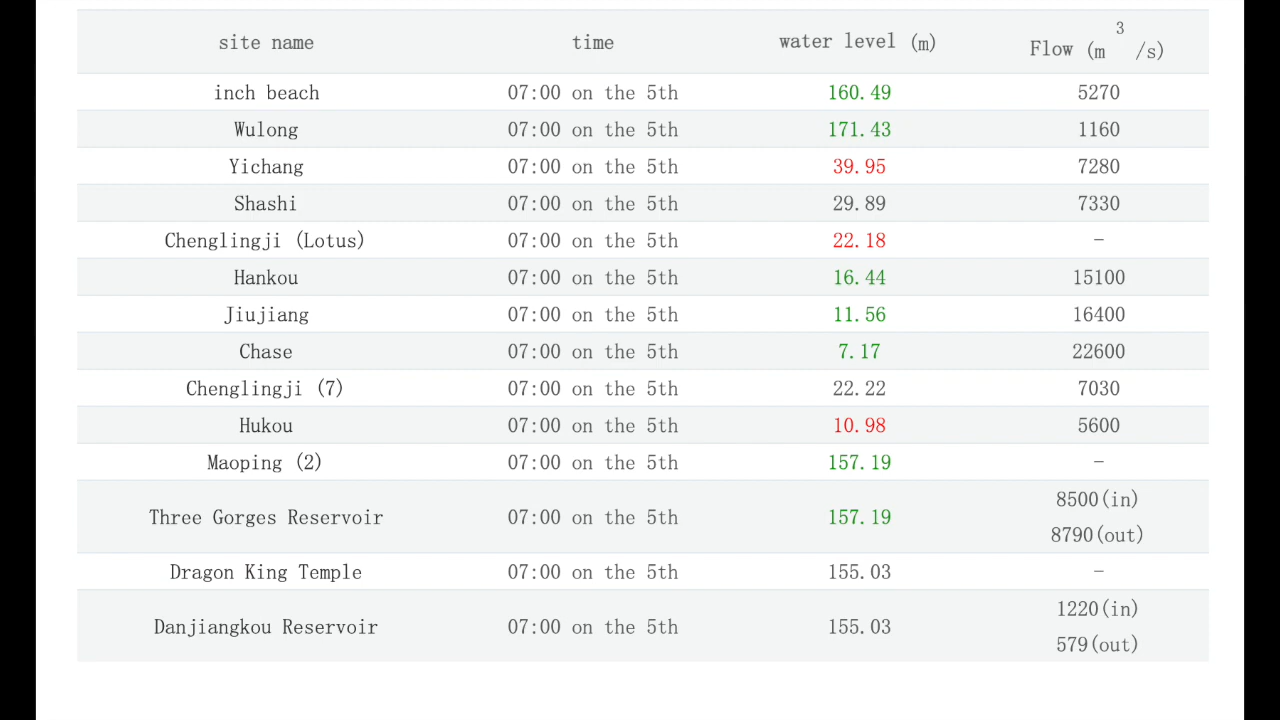 site name time water level (m) Flow (m³/s)
inch beach 07:00 on the 5th 160.49 5270
Wulong 07:00 on the 5th 171.43 1160
Yichang 07:00 on the 5th 39.95 7280
Shashi 07:00 on the 5th 29.89 7330
Chenglingji (Lotus) 07:00 on the 5th 22.18 –
Hankou 07:00 on the 5th 16.44 15100
Jiujiang 07:00 on the 5th 11.56 16400
Chase 07:00 on the 5th 7.17 22600
Chenglingji (7) 07:00 on the 5th 22.22 7030
Hukou 07:00 on the 5th 10.98 5600
Maoping (2) 07:00 on the 5th 157.19 –
Three Gorges Reservoir 07:00 on the 5th 157.19 8500(in)
8790(out)
Dragon King Temple 07:00 on the 5th 155.03 –
Danjiangkou Reservoir 07:00 on the 5th 155.03 1220(in)
579(out)